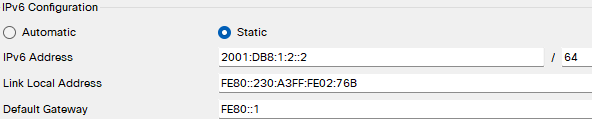 IPv6 Configuration
Automatic Static
IPv6 Address 2001:DB8:1:2::2 / 64
Link Local Address FE80::230:A3FF:FE02:76B
Default Gateway FE80::1